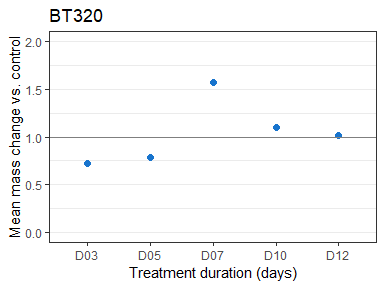 BT320
Mean mass change vs. control
2.0
1.5
1.0
0.5
0.0
D03 D05 D07 D10 D12
Treatment duration (days)